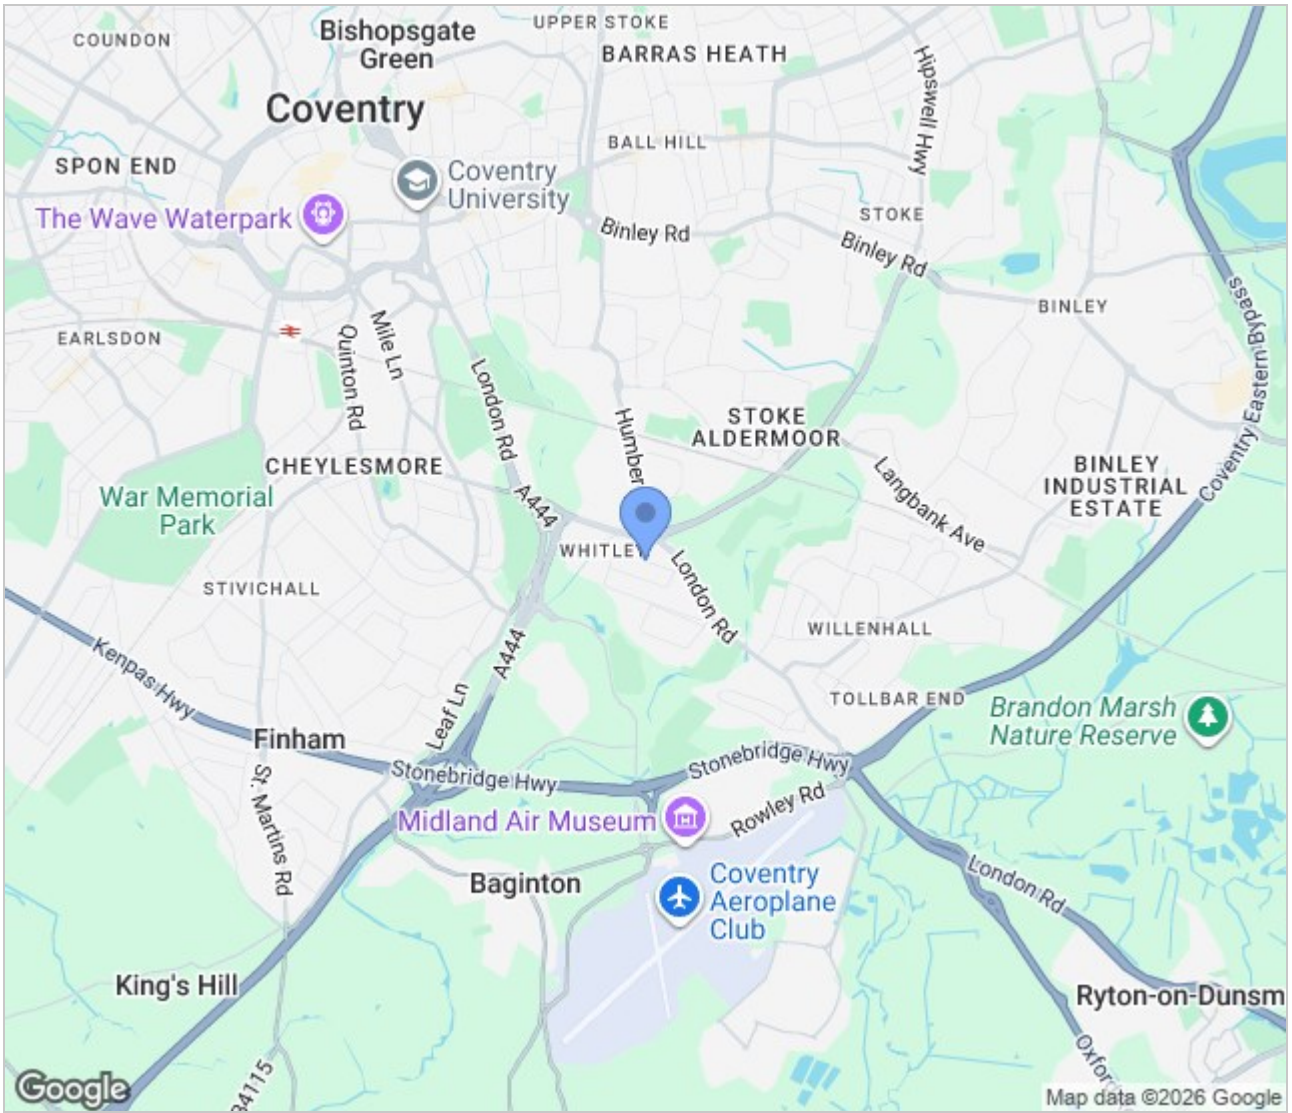 UPPER STOKE
Bishopsgate
Green
COUNDON
BARRAS HEATH
Hipswell Hwy
Coventry
BALL HILL
SPON END
Coventry
University
The Wave Waterpark
STOKE
Binley Rd
Binley Rd
Coventry Eastern Bypass
BINLEY
EARLSDON
Mile Ln
Quinton Rd
London Rd
Humber
STOKE
ALDERMOOR
CHEYLESMORE
Langbank Ave
BINLEY
INDUSTRIAL
ESTATE
War Memorial
Park
A444
WHITLEY
London Rd
STIVICHALL
WILLENHALL
A444
Kenpas Hwy
Leaf Ln
TOLLBAR END
Brandon Marsh
Nature Reserve
Finham
Stonebridge Hwy
Stonebridge Hwy
St. Martins Rd
Midland Air Museum
Rowley Rd
Baginton
Coventry
Aeroplane
Club
London Rd
King's Hill
Ryton-on-Dunsm
Oxfor
B4115
Google
Map data ©2026 Google